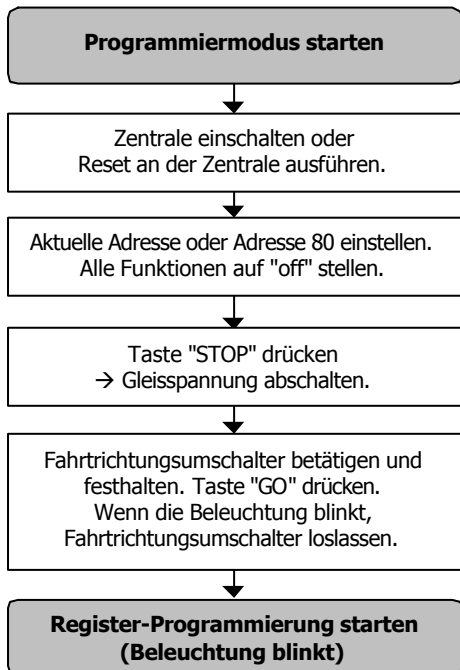 Programmiermodus starten
Zentrale einschalten oder
Reset an der Zentrale ausführen.
Aktuelle Adresse oder Adresse 80 einstellen.
Alle Funktionen auf "off" stellen.
Taste "STOP" drücken
→ Gleisspannung abschalten.
Fahrtrichtungsumschalter betätigen und
festhalten. Taste "GO" drücken.
Wenn die Beleuchtung blinkt,
Fahrtrichtungsumschalter loslassen.
Register-Programmierung starten
(Beleuchtung blinkt)